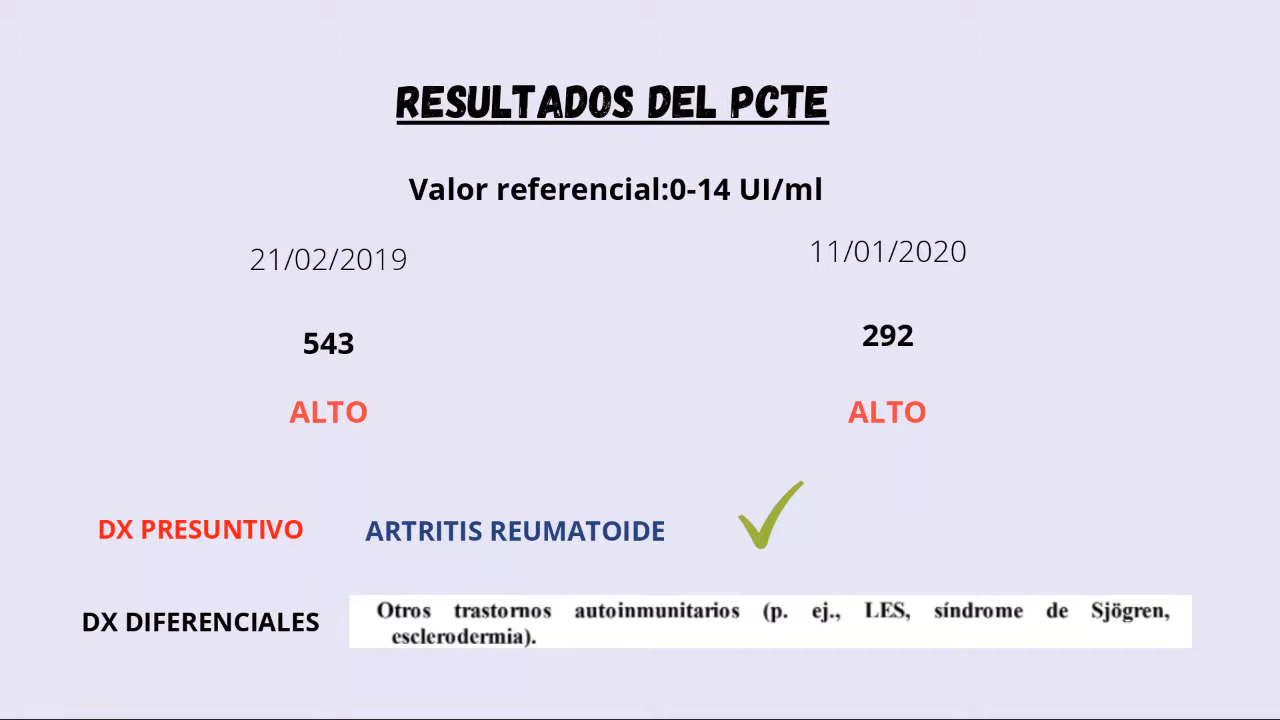 RESULTADOS DEL PCTE
Valor referencial:0-14 UI/ml
21/02/2019
11/01/2020
543
292
ALTO
ALTO
DX PRESUNTIVO
ARTRITIS REUMATOIDE
DX DIFERENCIALES
Otros trastornos autoinmunitarios (p. ej., LES, síndrome de Sjögren,
esclerodermia).